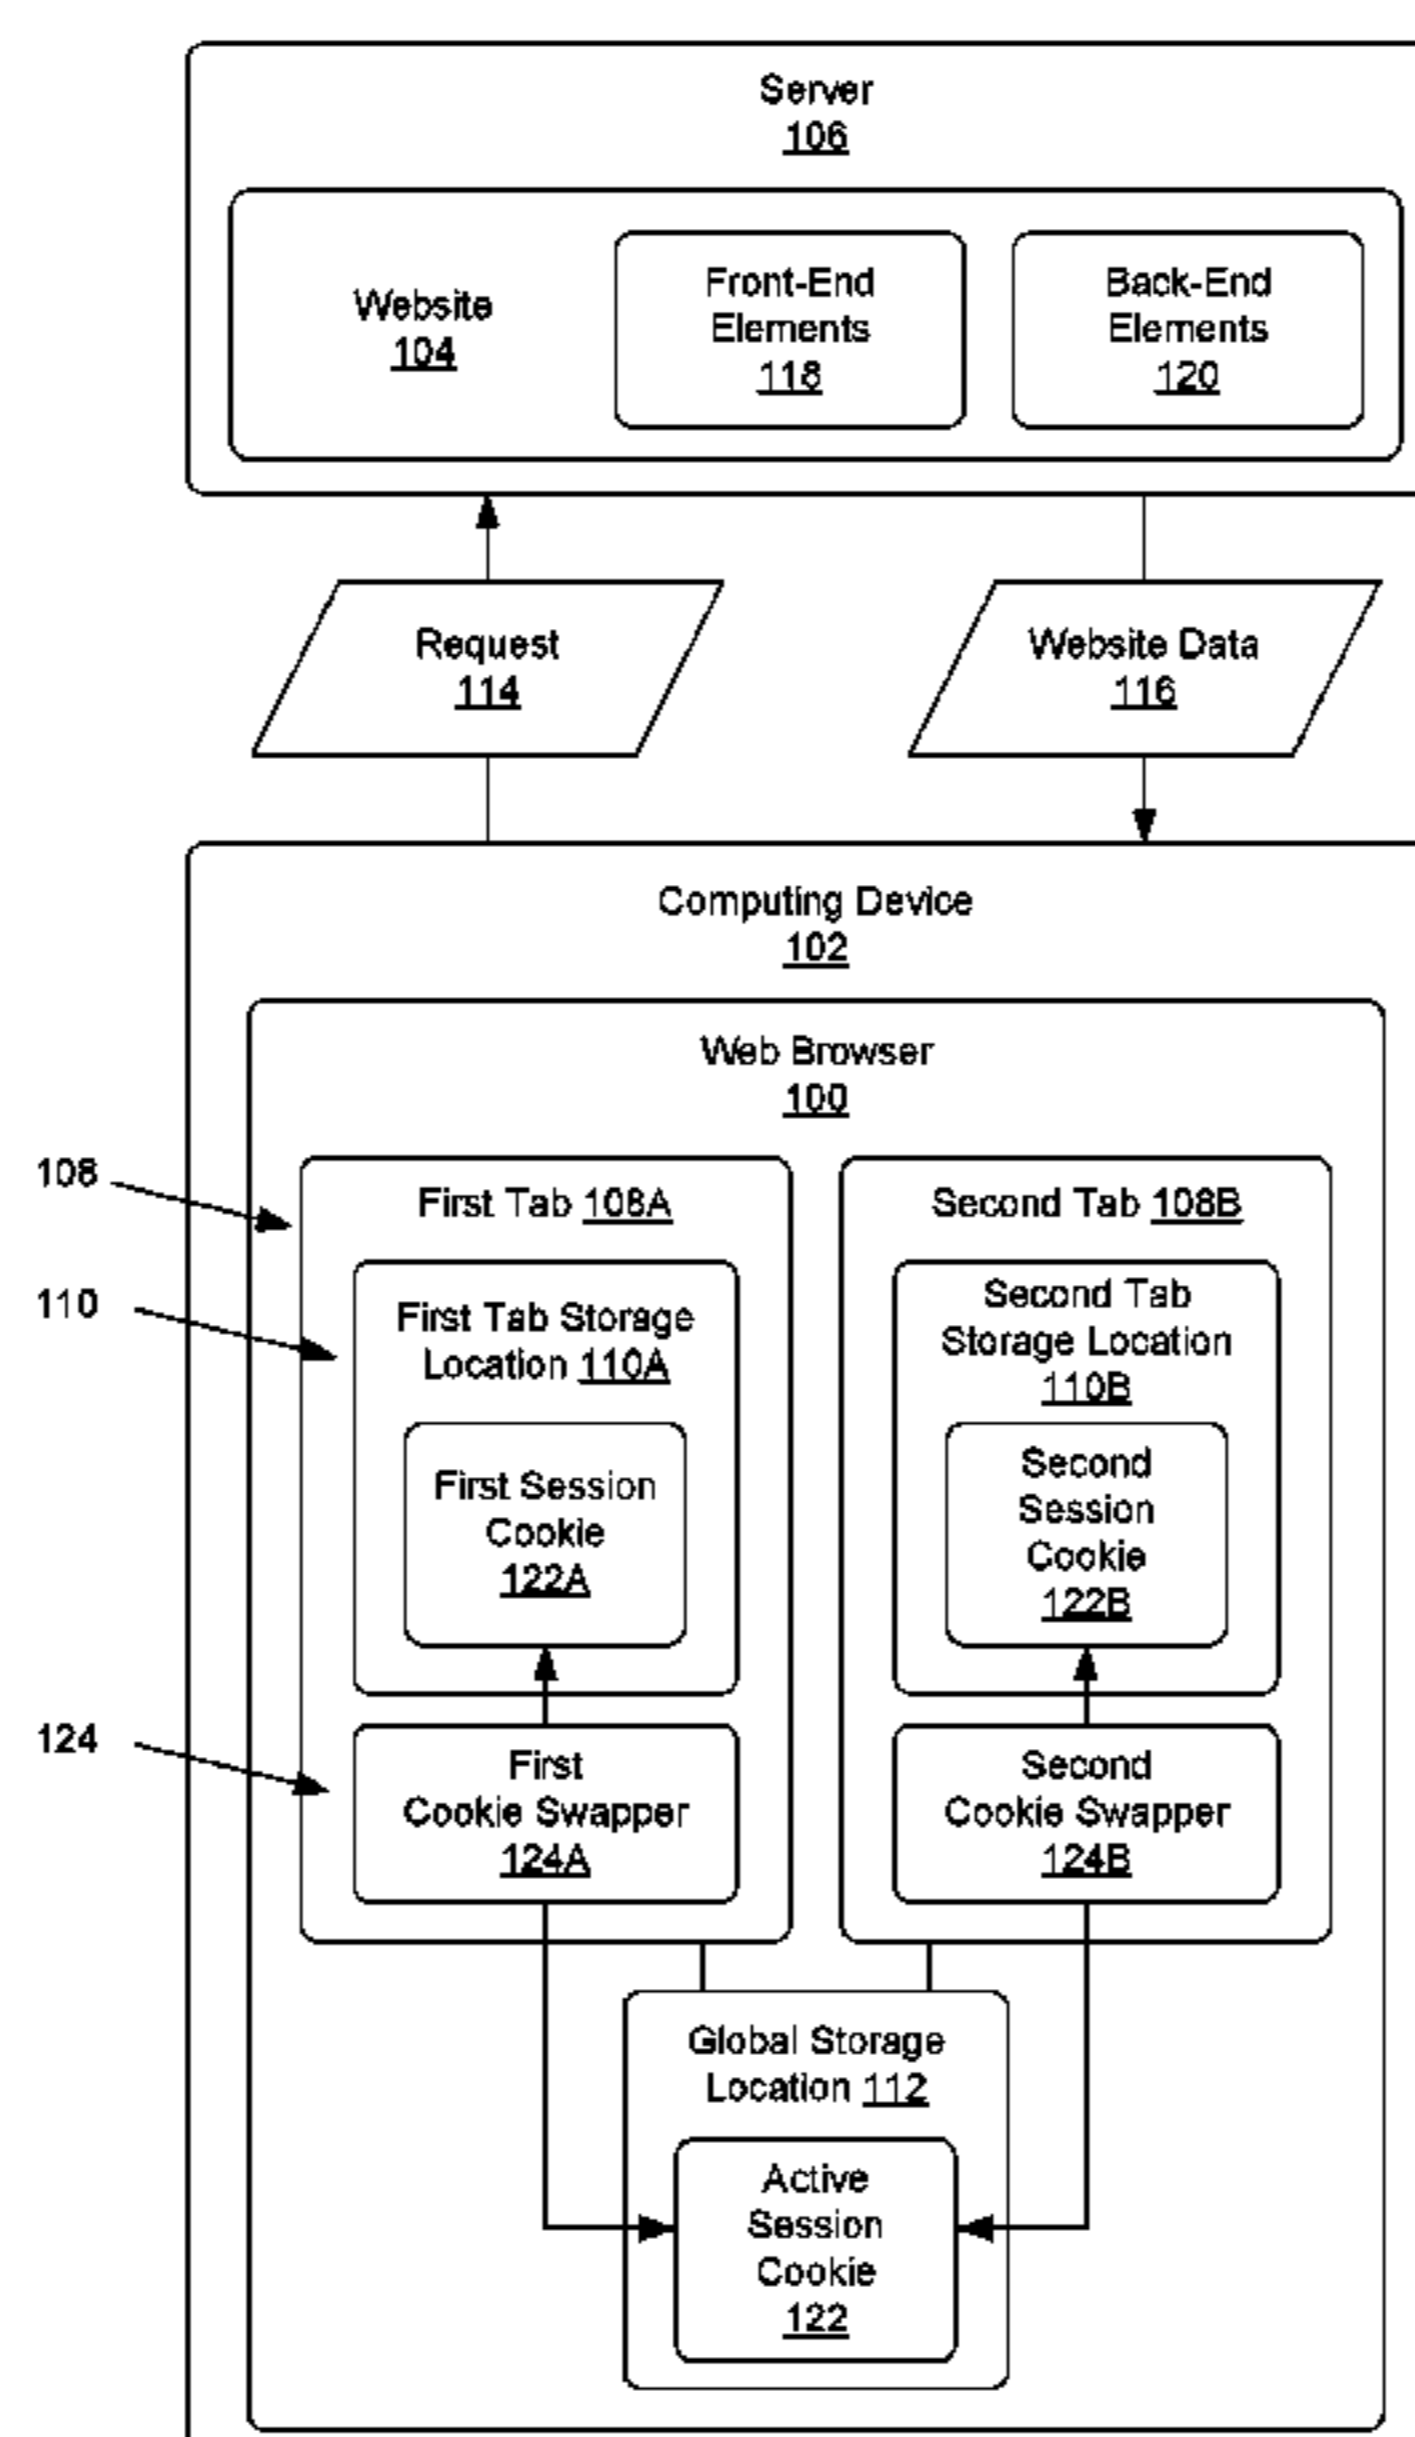 Server
106
Website
104
Front-End
Elements
118
Back-End
Elements
120
Request
114
Website Data
116
Computing Device
102
Web Browser
100
108
First Tab 108A
110
First Tab Storage
Location 110A
First Session
Cookie
122A
124
First
Cookie Swapper
124A
Second Tab 108B
Second Tab
Storage Location
110B
Second
Session
Cookie
122B
Second
Cookie Swapper
124B
Global Storage
Location 112
Active
Session
Cookie
122